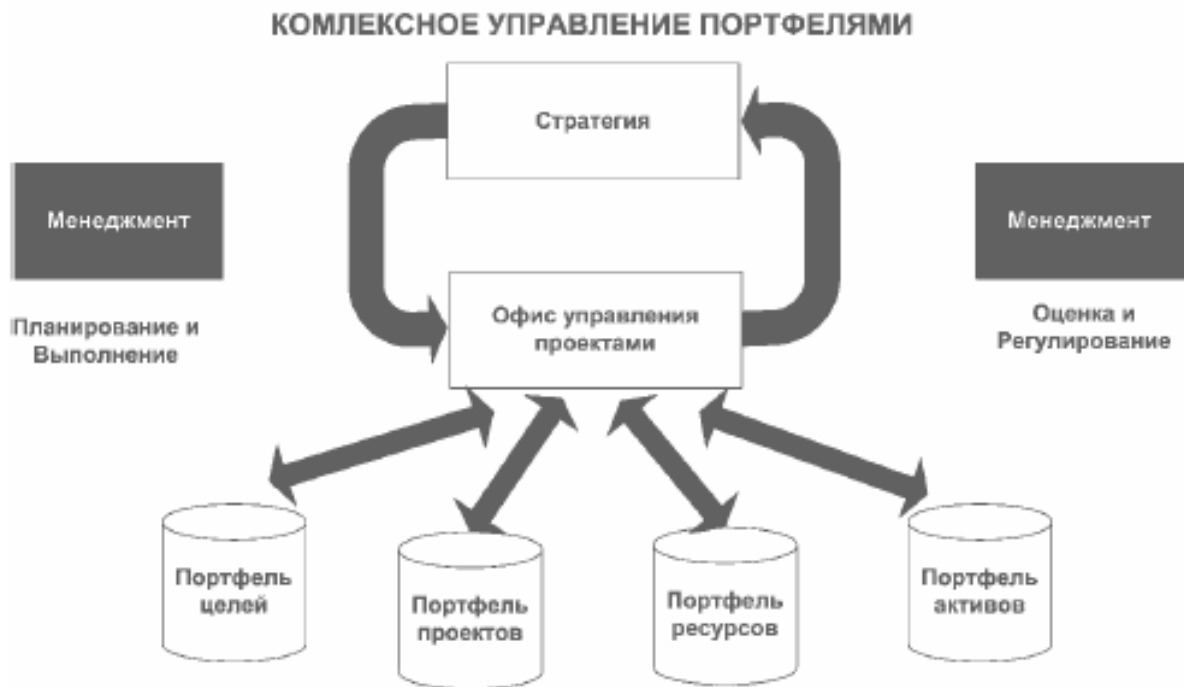 КОМЛЕКСНОЕ УПРАВЛЕНИЕ ПОРТФЕЛЯМИ
Стратегия
Менеджмент
Менеджмент
Планирование и
Выполнение
Офис управления
проектами
Оценка и
Регулирование
Портфель
целей
Портфель
проектов
Портфель
ресурсов
Портфель
активов